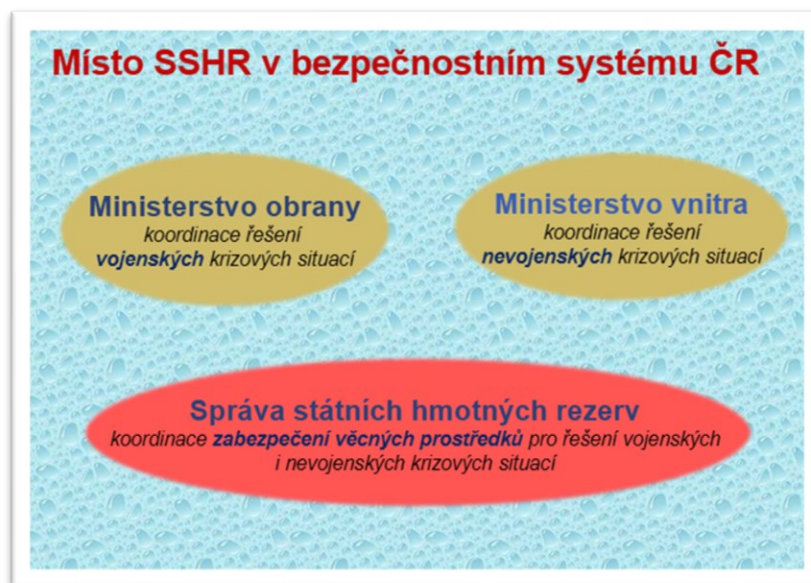 Místo SSHR v bezpečnostním systému ČR
Ministerstvo obrany
koordinace řešení
vojenských krizových situací
Ministerstvo vnitra
koordinace řešení
nevojenských krizových situací
Správa státních hmotných rezerv
koordinace zabezpečení věcných prostředků pro řešení vojenských
i nevojenských krizových situací